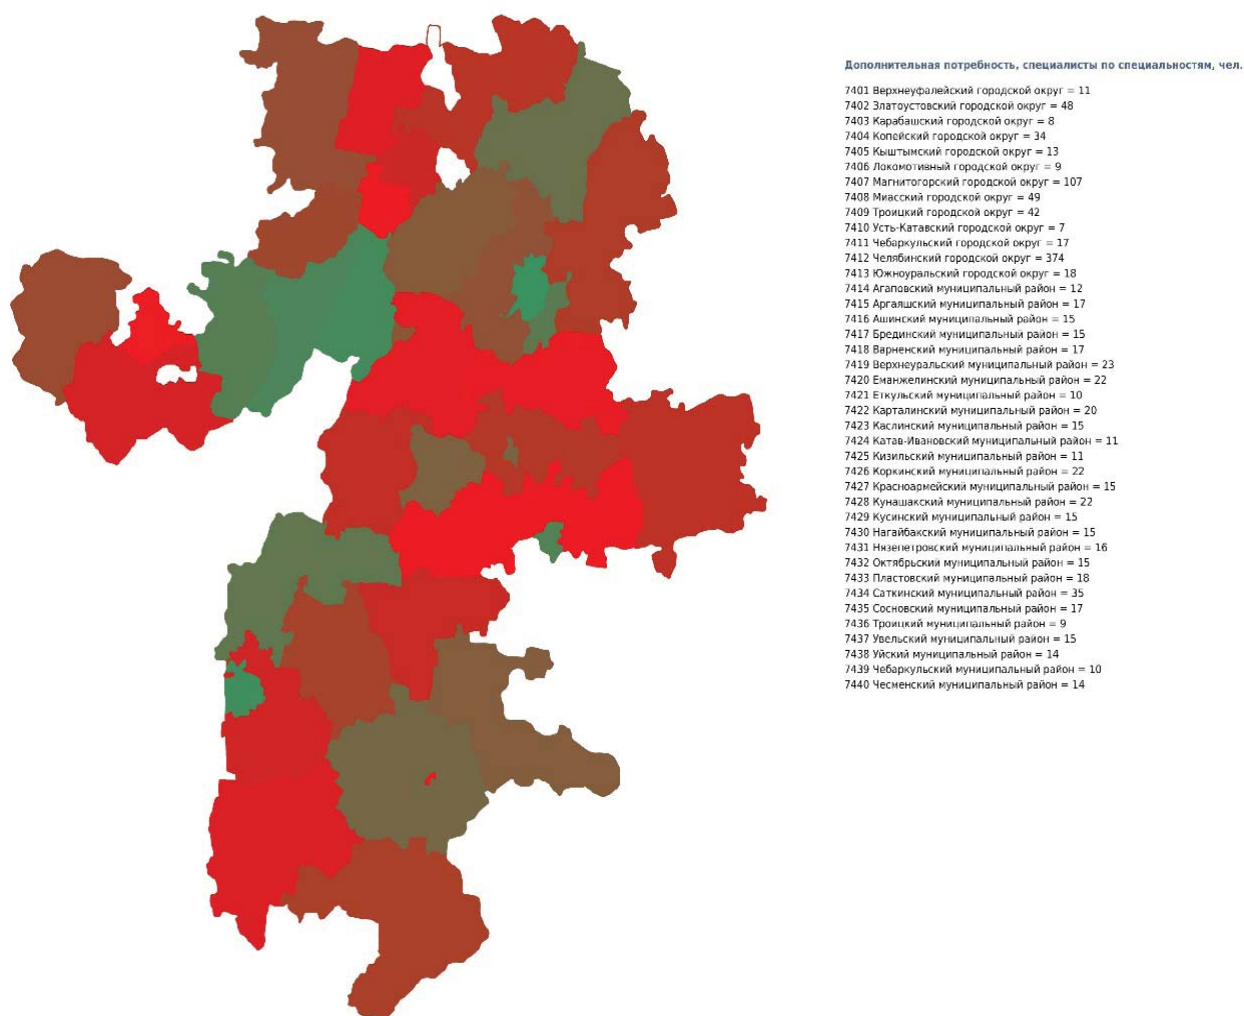 Дополнительная потребность, специалисты по специальностям, чел.
7401 Верхнеуфалейский городской округ = 11
7402 Златоустовский городской округ = 48
7403 Карабашский городской округ = 8
7404 Копейский городской округ = 34
7405 Кыштымский городской округ = 13
7406 Локомотивный городской округ = 9
7407 Магнитогорский городской округ = 107
7408 Миасский городской округ = 49
7409 Троицкий городской округ = 42
7410 Усть-Катавский городской округ = 7
7411 Чебаркульский городской округ = 17
7412 Челябинский городской округ = 374
7413 Южноуральский городской округ = 18
7414 Агаповский муниципальный район = 12
7415 Аргаяшский муниципальный район = 17
7416 Ашинский муниципальный район = 15
7417 Брединский муниципальный район = 15
7418 Варненский муниципальный район = 17
7419 Верхнеуральский муниципальный район = 23
7420 Еманжелинский муниципальный район = 22
7421 Еткульский муниципальный район = 10
7422 Карталинский муниципальный район = 20
7423 Каслинский муниципальный район = 15
7424 Катав-Ивановский муниципальный район = 11
7425 Кизильский муниципальный район = 11
7426 Коркинский муниципальный район = 22
7427 Красноармейский муниципальный район = 15
7428 Кунашакский муниципальный район = 22
7429 Кусинский муниципальный район = 15
7430 Нагайбакский муниципальный район = 15
7431 Нязепетровский муниципальный район = 16
7432 Октябрьский муниципальный район = 15
7433 Пластовский муниципальный район = 18
7434 Саткинский муниципальный район = 35
7435 Сосновский муниципальный район = 17
7436 Троицкий муниципальный район = 9
7437 Увельский муниципальный район = 15
7438 Уйский муниципальный район = 14
7439 Чебаркульский муниципальный район = 10
7440 Чесменский муниципальный район = 14